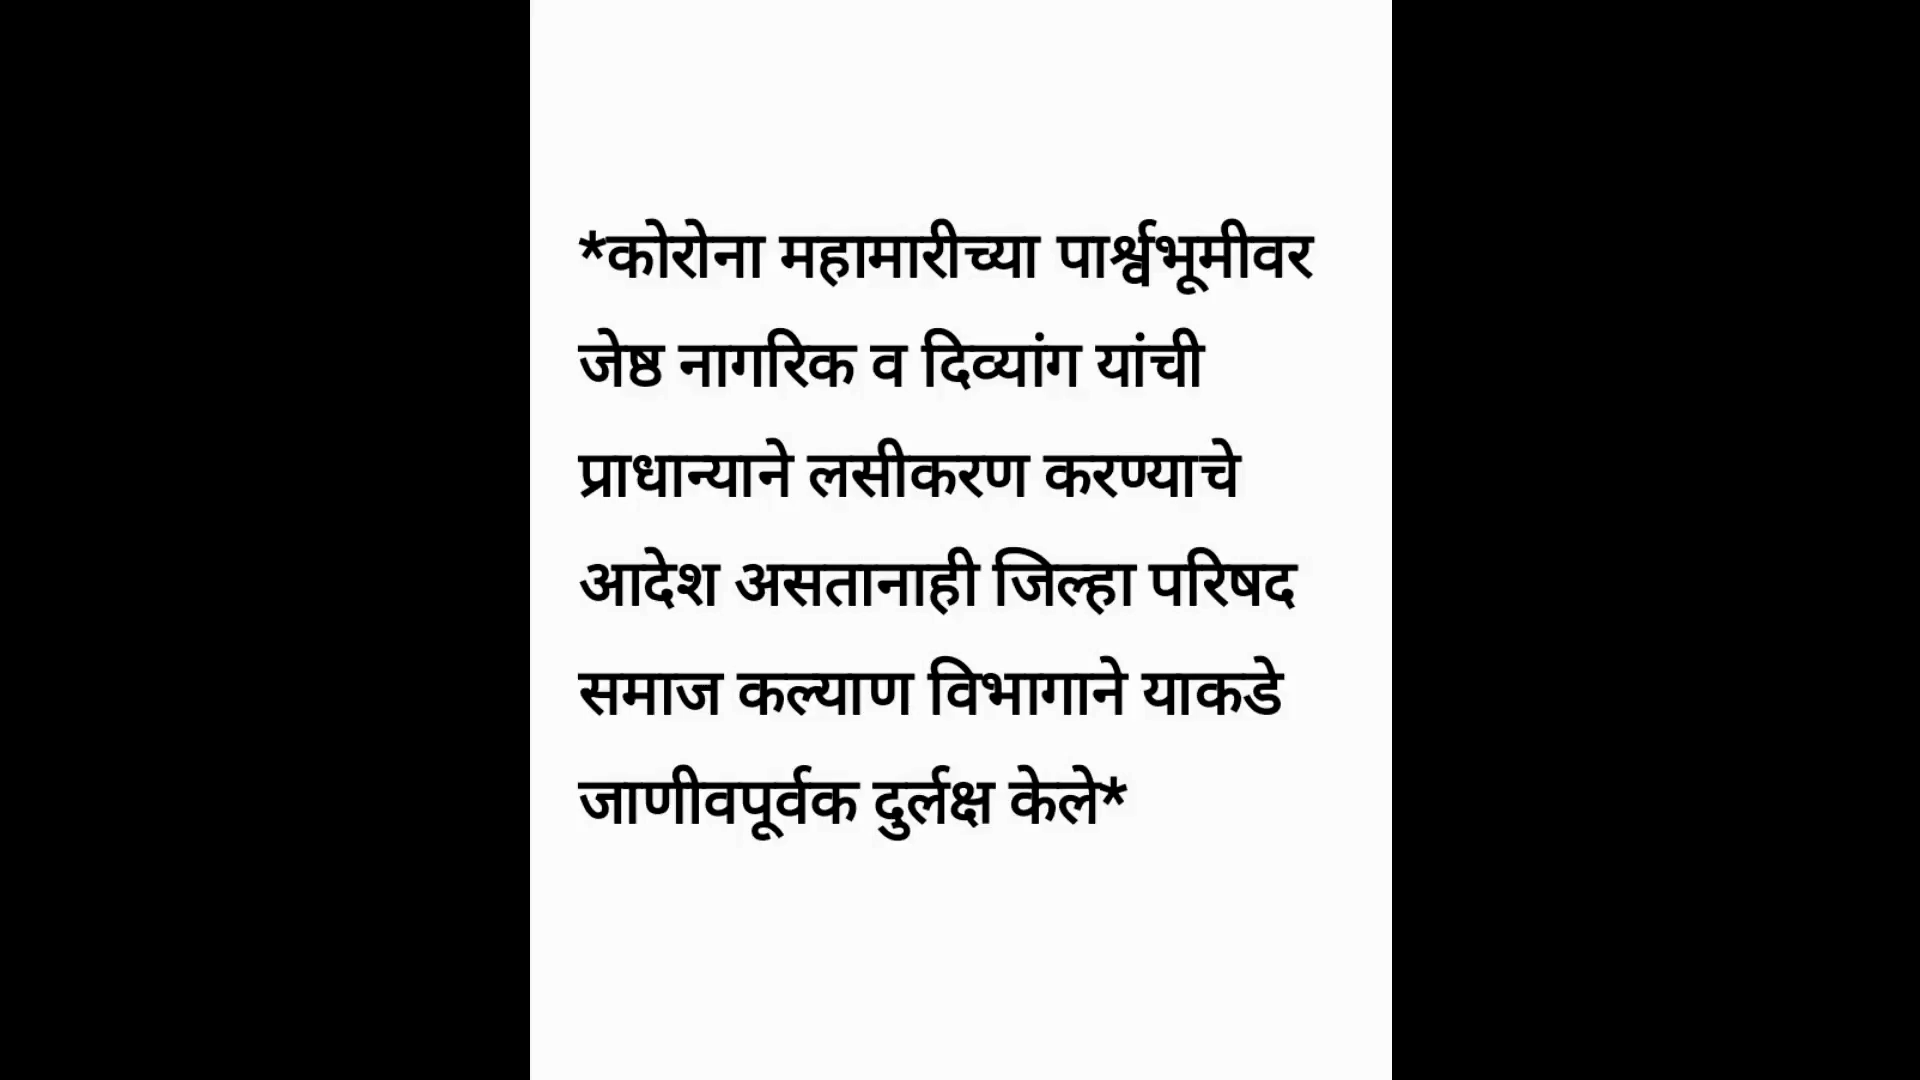 *कोरोना महामारीच्या पार्श्वभूमीवर
जेष्ठ नागरिक व दिव्यांग यांची
प्राधान्याने लसीकरण करण्याचे
आदेश असतानाही जिल्हा परिषद
समाज कल्याण विभागाने याकडे
जाणीवपूर्वक दुर्लक्ष केले*